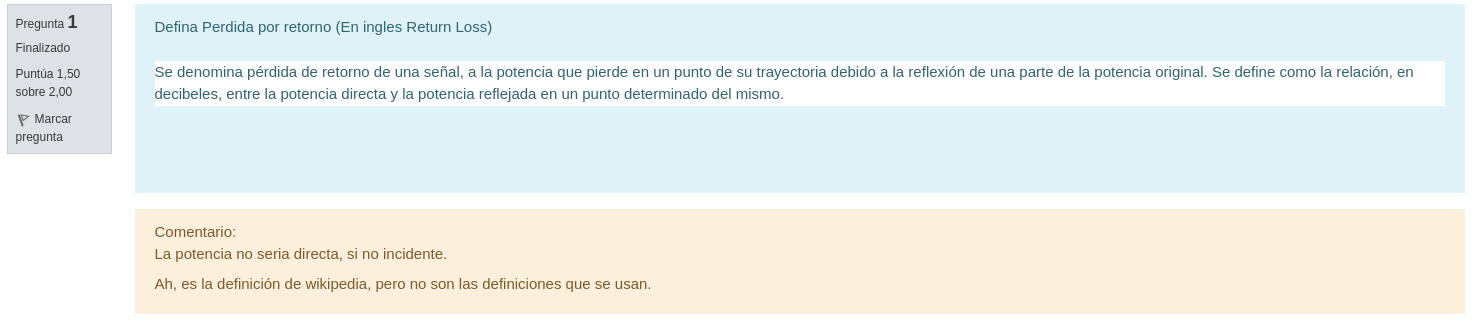 Pregunta 1
Finalizado
Puntúa 1,50
sobre 2,00
Marcar
pregunta
Defina Perdida por retorno (En ingles Return Loss)
Se denomina pérdida de retorno de una señal, a la potencia que pierde en un punto de su trayectoria debido a la reflexión de una parte de la potencia original. Se define como la relación, en
decibeles, entre la potencia directa y la potencia reflejada en un punto determinado del mismo.
Comentario:
La potencia no seria directa, si no incidente.
Ah, es la definición de wikipedia, pero no son las definiciones que se usan.